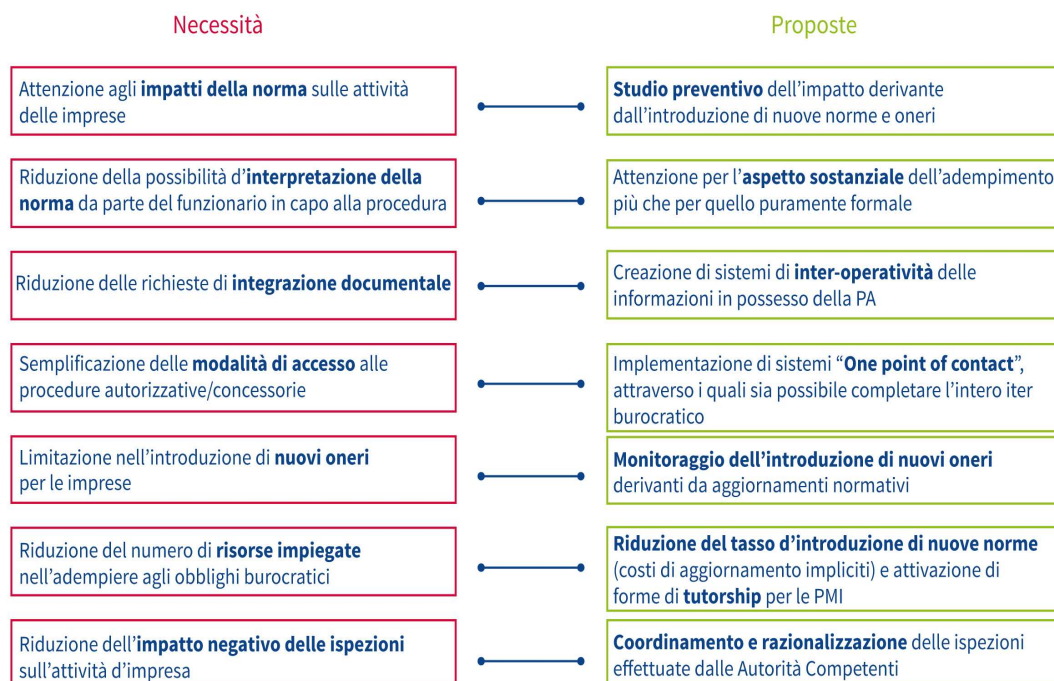 Necessità
Proposte
Attenzione agli impatti della norma sulle attività
delle imprese
Studio preventivo dell'impatto derivante
dall'introduzione di nuove norme e oneri
Riduzione della possibilità d'interpretazione della
norma da parte del funzionario in capo alla procedura
Attenzione per l'aspetto sostanziale dell'adempimento
più che per quello puramente formale
Riduzione delle richieste di integrazione documentale
Creazione di sistemi di inter-operatività delle
informazioni in possesso della PA
Semplificazione delle modalità di accesso alle
procedure autorizzative/concessorie
Implementazione di sistemi “One point of contact”,
attraverso i quali sia possibile completare l'intero iter
burocratico
Limitazione nell'introduzione di nuovi oneri
per le imprese
Monitoraggio dell'introduzione di nuovi oneri
derivanti da aggiornamenti normativi
Riduzione del numero di risorse impiegate
nell'adempiere agli obblighi burocratici
Riduzione del tasso d'introduzione di nuove norme
(costi di aggiornamento impliciti) e attivazione di
forme di tutorship per le PMI
Riduzione dell'impatto negativo delle ispezioni
sull'attività d'impresa
Coordinamento e razionalizzazione delle ispezioni
effettuate dalle Autorità Competenti